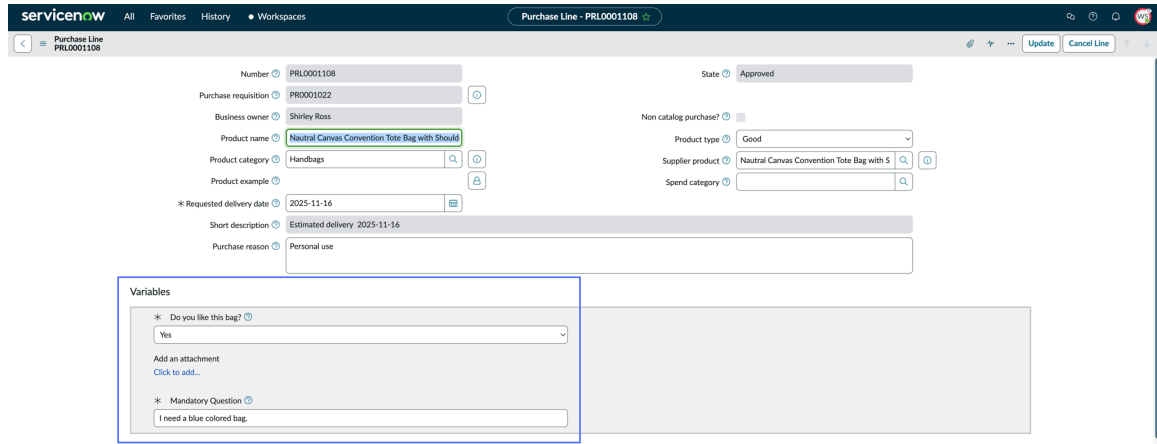 servicenow All Favorites History Workspaces Purchase Line - PRL0001108 WS
Purchase Line
PRL0001108
Update Cancel Line
Number PRL0001108 State Approved
Purchase requisition PR0001022
Business owner Shirley Ross Non catalog purchase?
Product name Nautral Canvas Convention Tote Bag with Should Product type Good
Product category Handbags Supplier product Nautral Canvas Convention Tote Bag with S
Product example Spend category
* Requested delivery date 2025-11-16
Short description Estimated delivery 2025-11-16
Purchase reason Personal use
Variables
* Do you like this bag?
Yes
Add an attachment
Click to add...
* Mandatory Question
I need a blue colored bag.